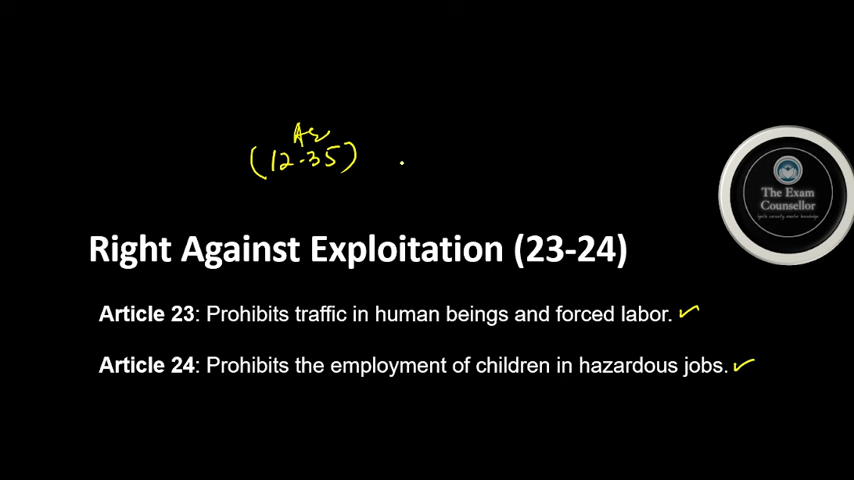 (12-35)
Right Against Exploitation (23-24)
Article 23: Prohibits traffic in human beings and forced labor.
Article 24: Prohibits the employment of children in hazardous jobs.
The Exam
Counsellor